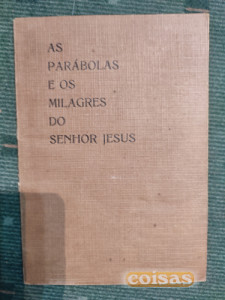 AS
PARÁBOLAS
E OS
MILAGRES
DO
SENHOR JESUS
coisas